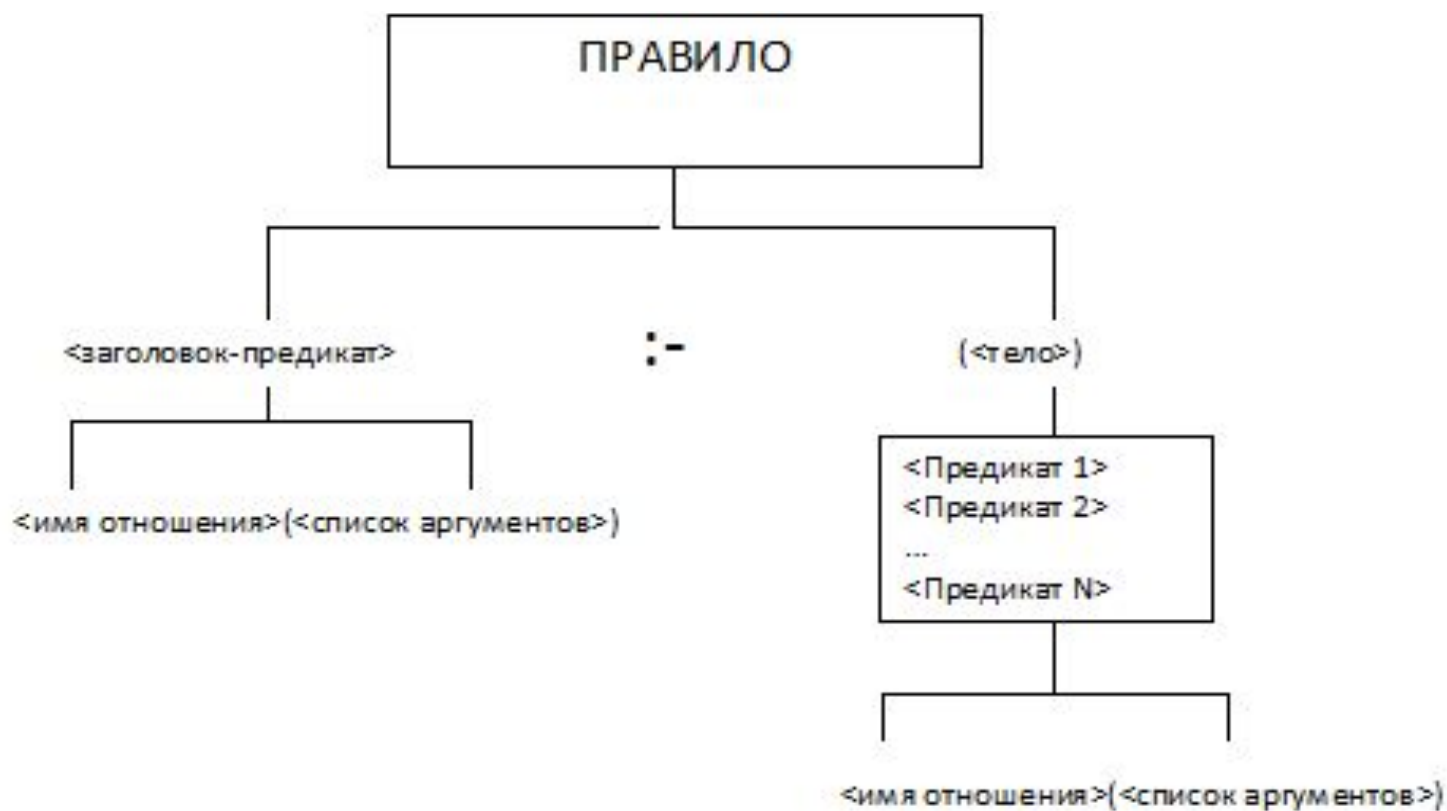 ПРАВИЛО
<заголовок-предикат>
:-
(<тело>)
<имя отношения>(<список аргументов>)
<Предикат 1>
<Предикат 2>
...
<Предикат N>
<имя отношения>(<список аргументов>)